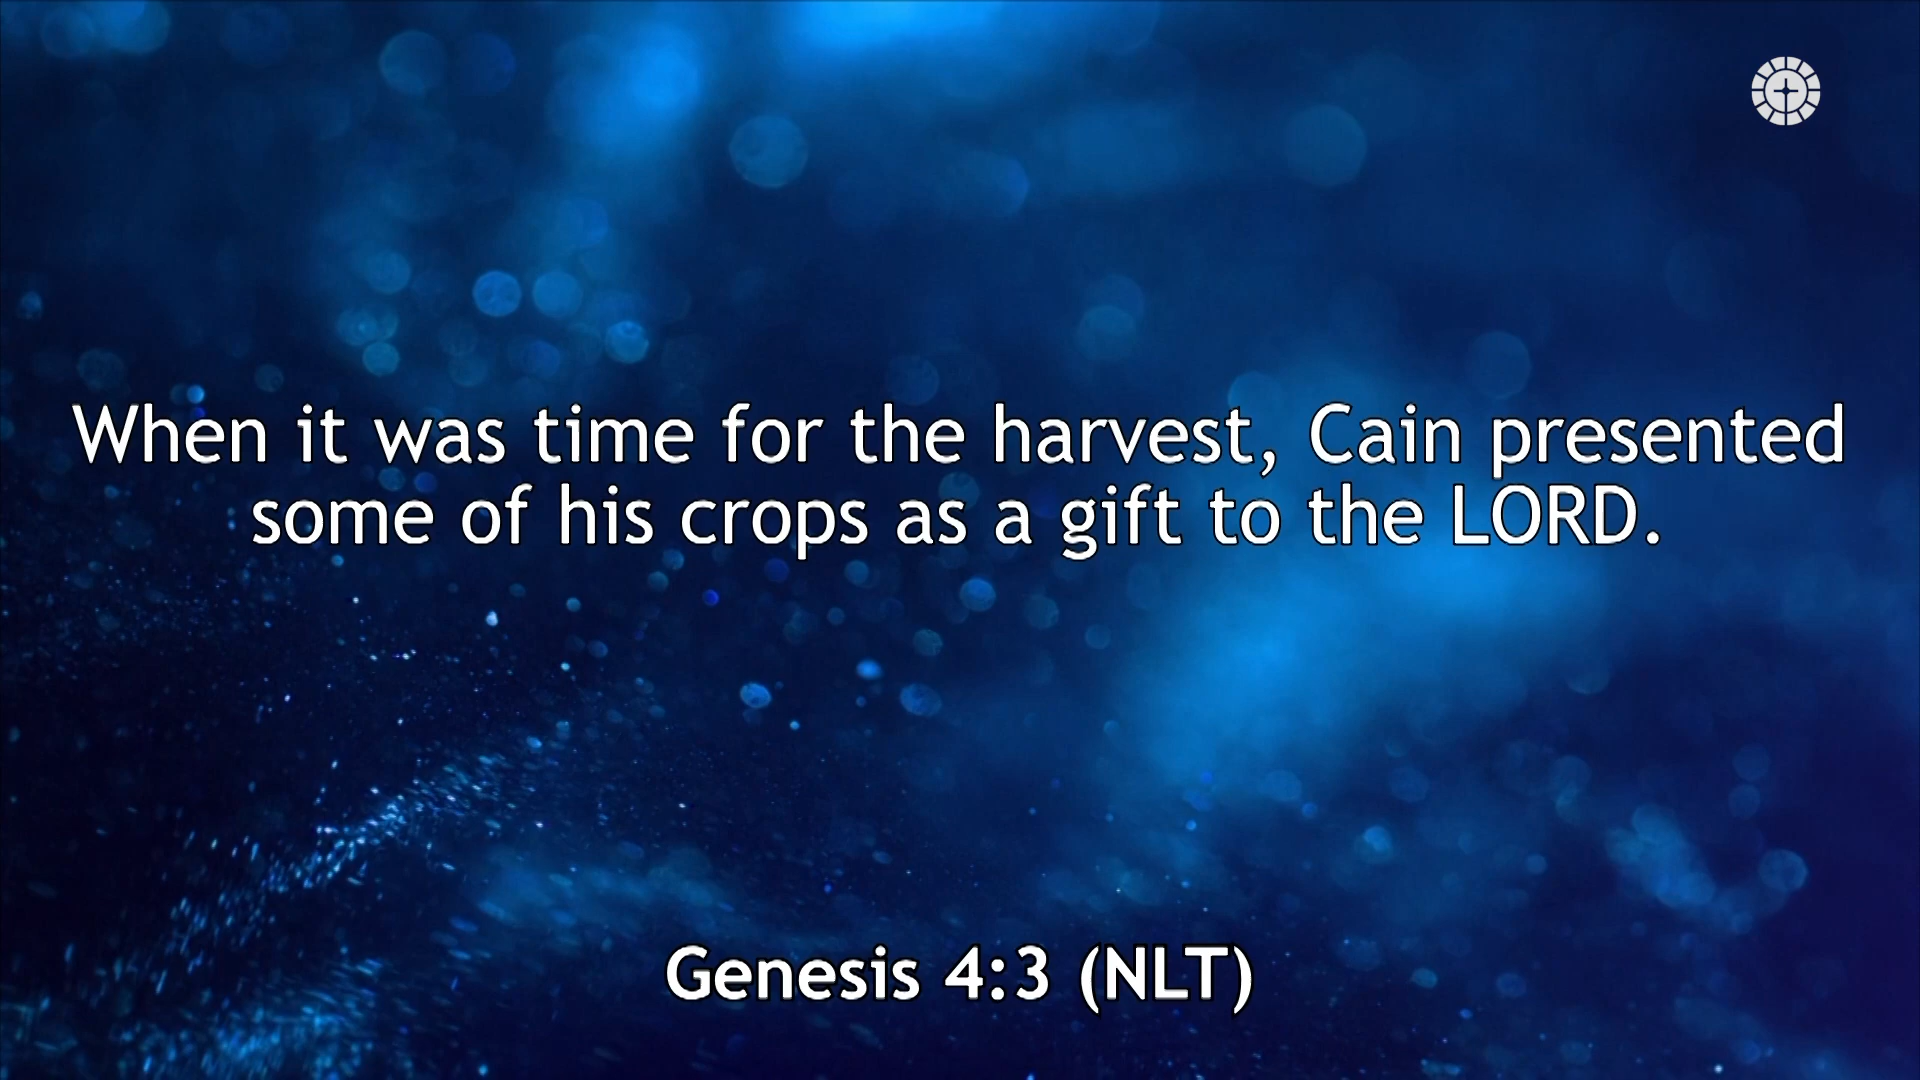 When it was time for the harvest, Cain presented
some of his crops as a gift to the LORD.
Genesis 4:3 (NLT)